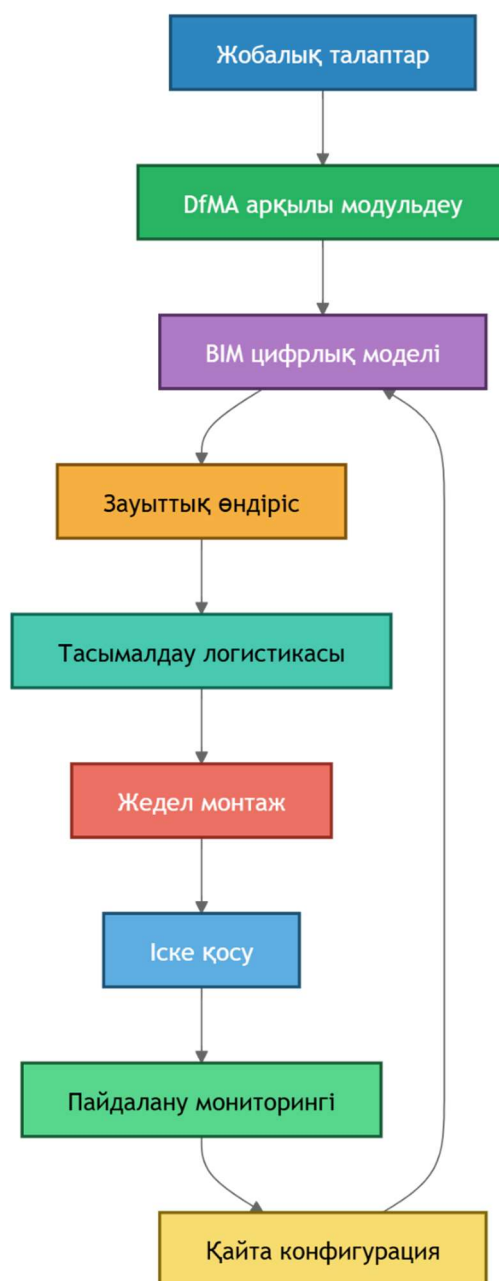 Жобалық талаптар
DfMA арқылы модульдеу
BIM цифрлық моделі
Зауыттық өндіріс
Тасымалдау логистикасы
Жедел монтаж
Іске қосу
Пайдалану мониторингі
Қайта конфигурация